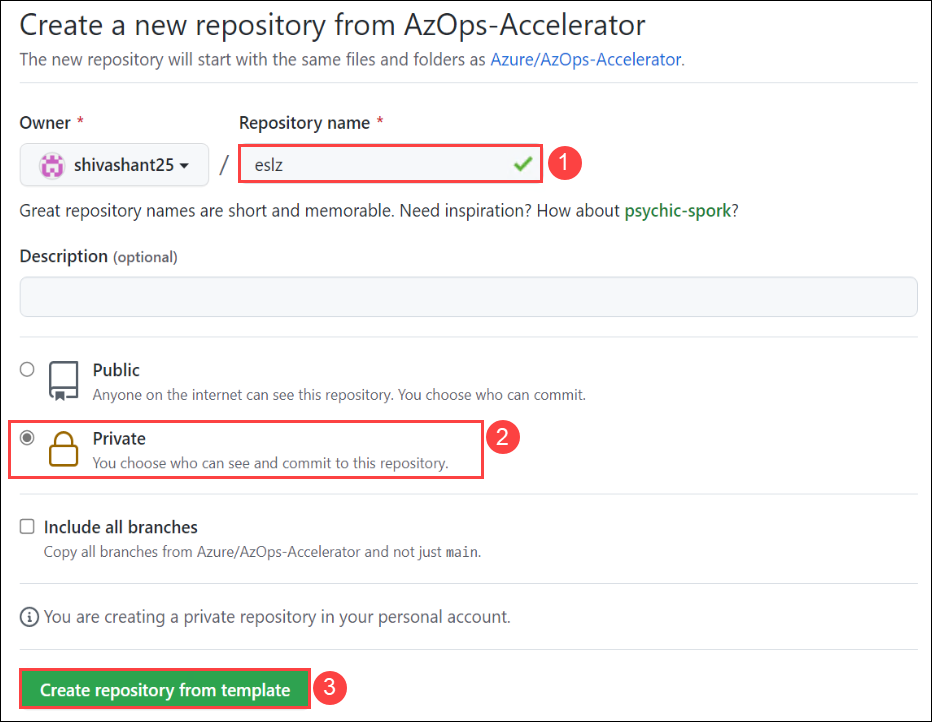 Create a new repository from AzOps-Accelerator
The new repository will start with the same files and folders as Azure/AzOps-Accelerator.
Owner *
Repository name *
shivashant25
/
eslz
1
Great repository names are short and memorable. Need inspiration? How about psychic-spork?
Description (optional)
Public
Anyone on the internet can see this repository. You choose who can commit.
Private
You choose who can see and commit to this repository.
2
Include all branches
Copy all branches from Azure/AzOps-Accelerator and not just main.
You are creating a private repository in your personal account.
Create repository from template
3